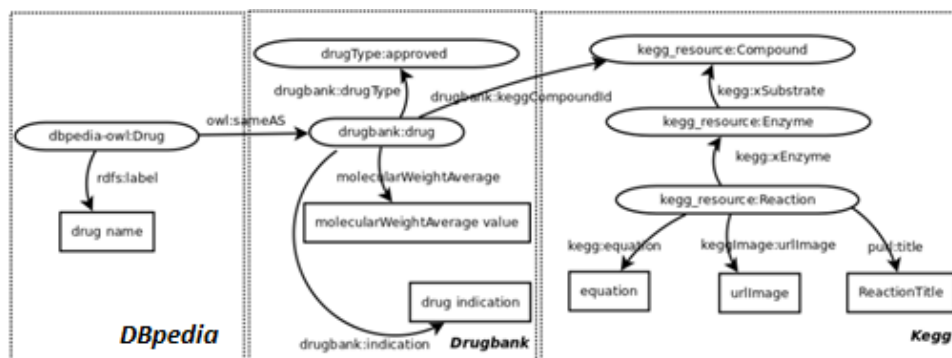 drugType:approved
kegg_resource:Compound
drugbank:drugType
drugbank:keggCompoundId
kegg:xSubstrate
owl:sameAS
dbpedia-owl:Drug
drugbank:drug
kegg_resource:Enzyme
rdfs:label
molecularWeightAverage
kegg:xEnzyme
drug name
molecularWeightAverage value
kegg_resource:Reaction
kegg:equation
keggImage:urlImage
pud:title
drug indication
equation
urlImage
ReactionTitle
DBpedia
drugbank:indication
Drugbank
Kegg